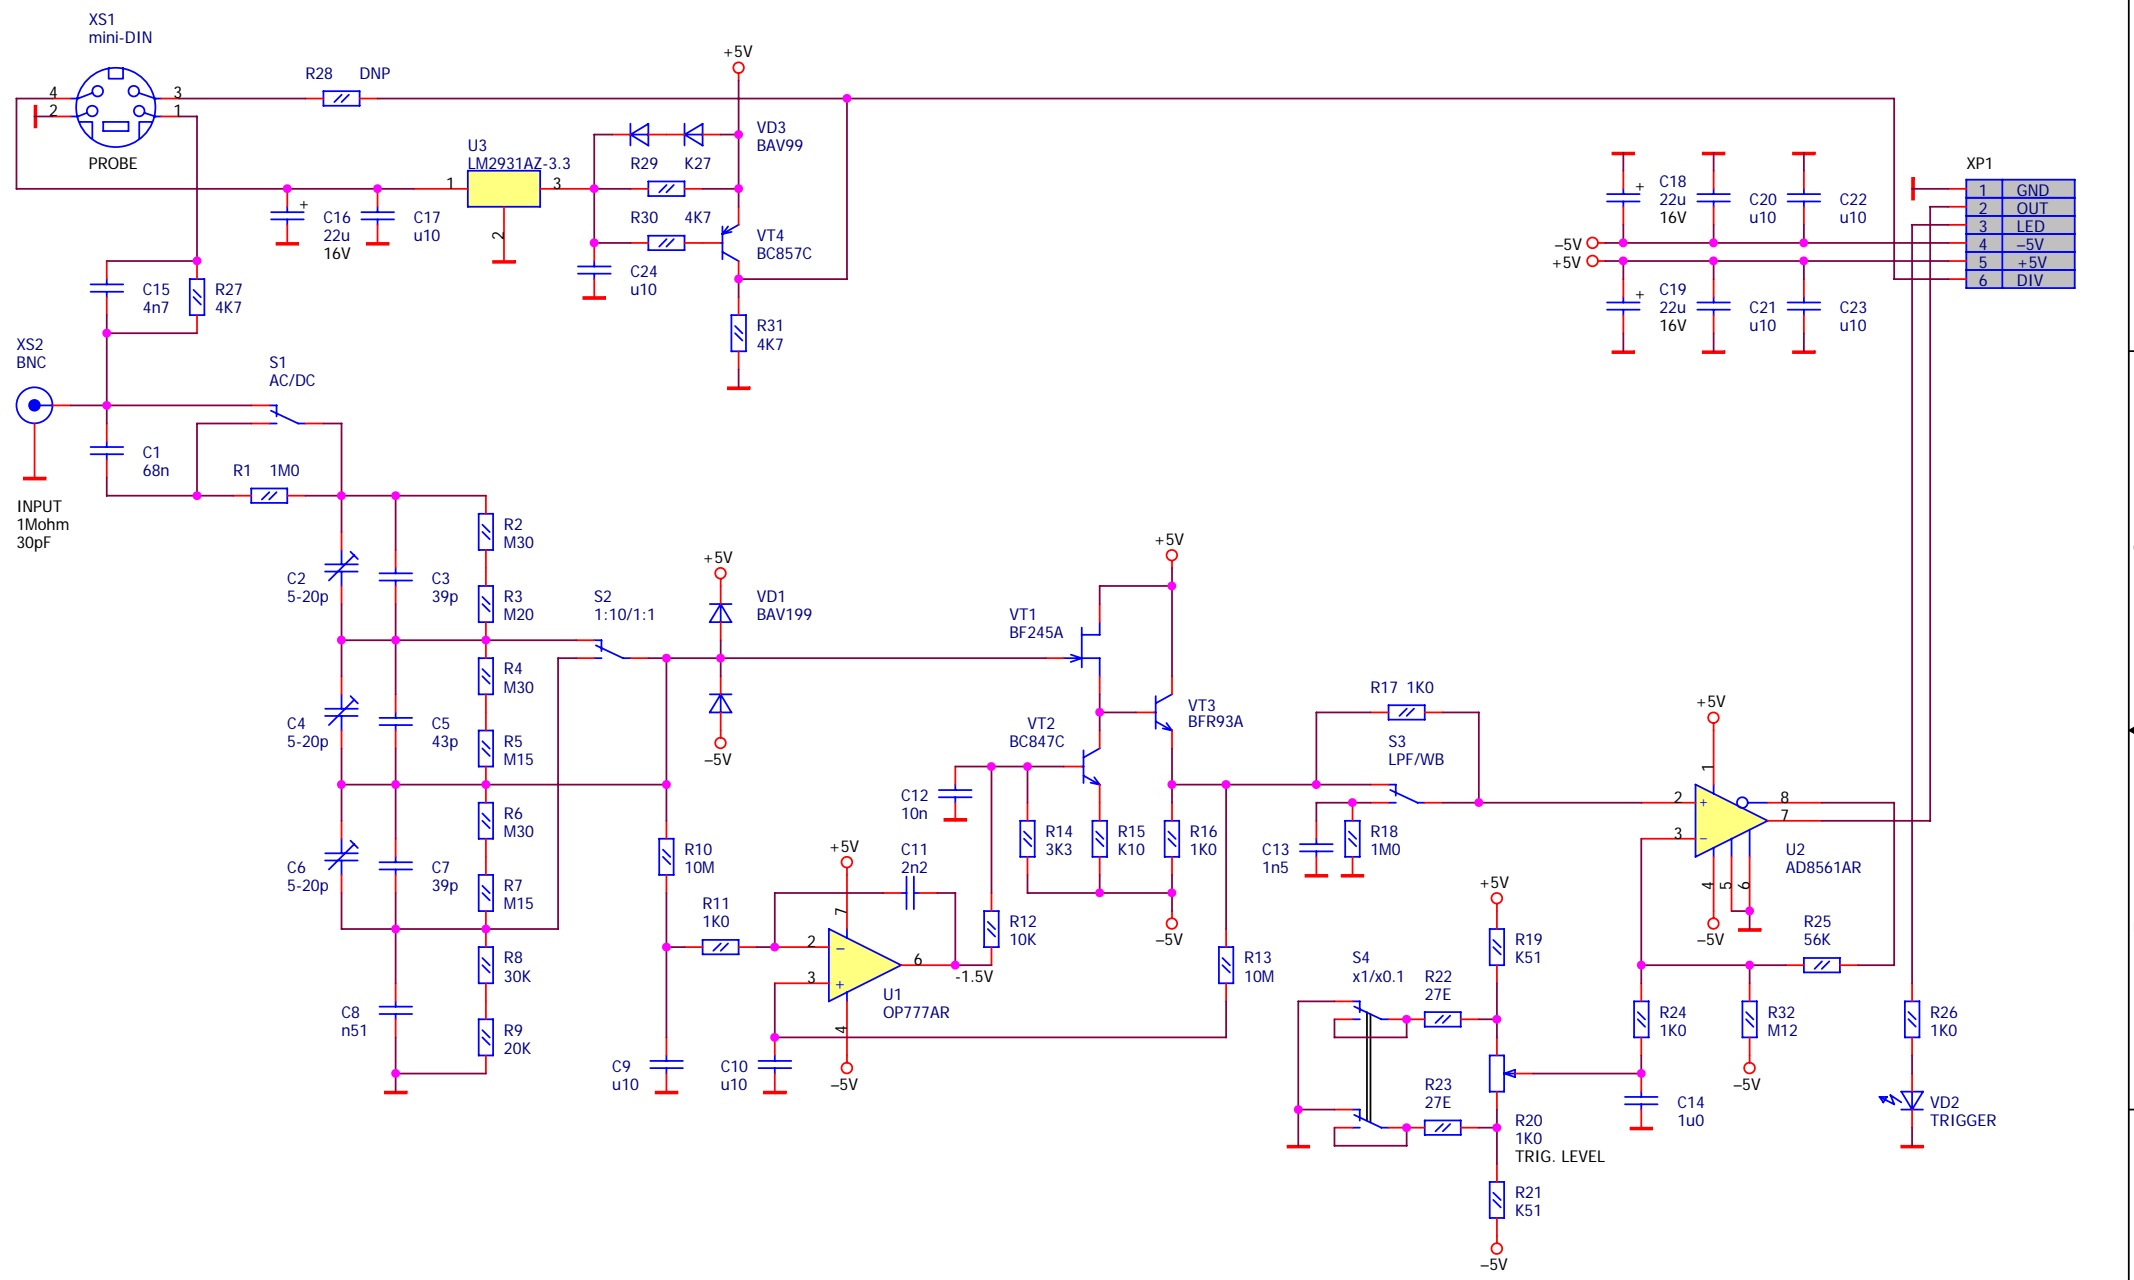 XS1
mini-DIN
4
3
2
1
PROBE
R28 DNP
+5V
VD3
BAV99
U3
LM2931AZ-3.3
1
3
2
R29 K27
R30 4K7
VT4
BC857C
C16
22u
16V
+
C17
u10
C24
u10
R31
4K7
C15
4n7
R27
4K7
XS2
BNC
S1
AC/DC
C1
68n
R1 1M0
INPUT
1Mohm
30pF
C18
22u
16V
+
C20
u10
C22
u10
–5V
+5V
C19
22u
16V
+
C21
u10
C23
u10
XP1
1 GND
2 OUT
3 LED
4 –5V
5 +5V
6 DIV
R2
M30
C2
5-20p
C3
39p
R3
M20
S2
1:10/1:1
R4
M30
C4
5-20p
C5
43p
R5
M15
R6
M30
C6
5-20p
C7
39p
R7
M15
R8
30K
C8
n51
R9
20K
+5V
VD1
BAV199
–5V
VT1
BF245A
+5V
VT2
BC847C
VT3
BFR93A
C12
10n
R14
3K3
R15
K10
R16
1K0
–5V
R10
10M
R11
1K0
+5V
C11
2n2
7
2
–
3
+
6
4
-1.5V
U1
OP777AR
–5V
R12
10K
R13
10M
C9
u10
C10
u10
R17 1K0
S3
LPF/WB
C13
1n5
R18
1M0
+5V
1
2
+
3
–
8
7
4
5
6
U2
AD8561AR
–5V
R25
56K
+5V
R19
K51
S4
x1/x0.1
R22
27E
R23
27E
R20
1K0
TRIG. LEVEL
R21
K51
–5V
R24
1K0
R32
M12
–5V
C14
1u0
R26
1K0
VD2
TRIGGER